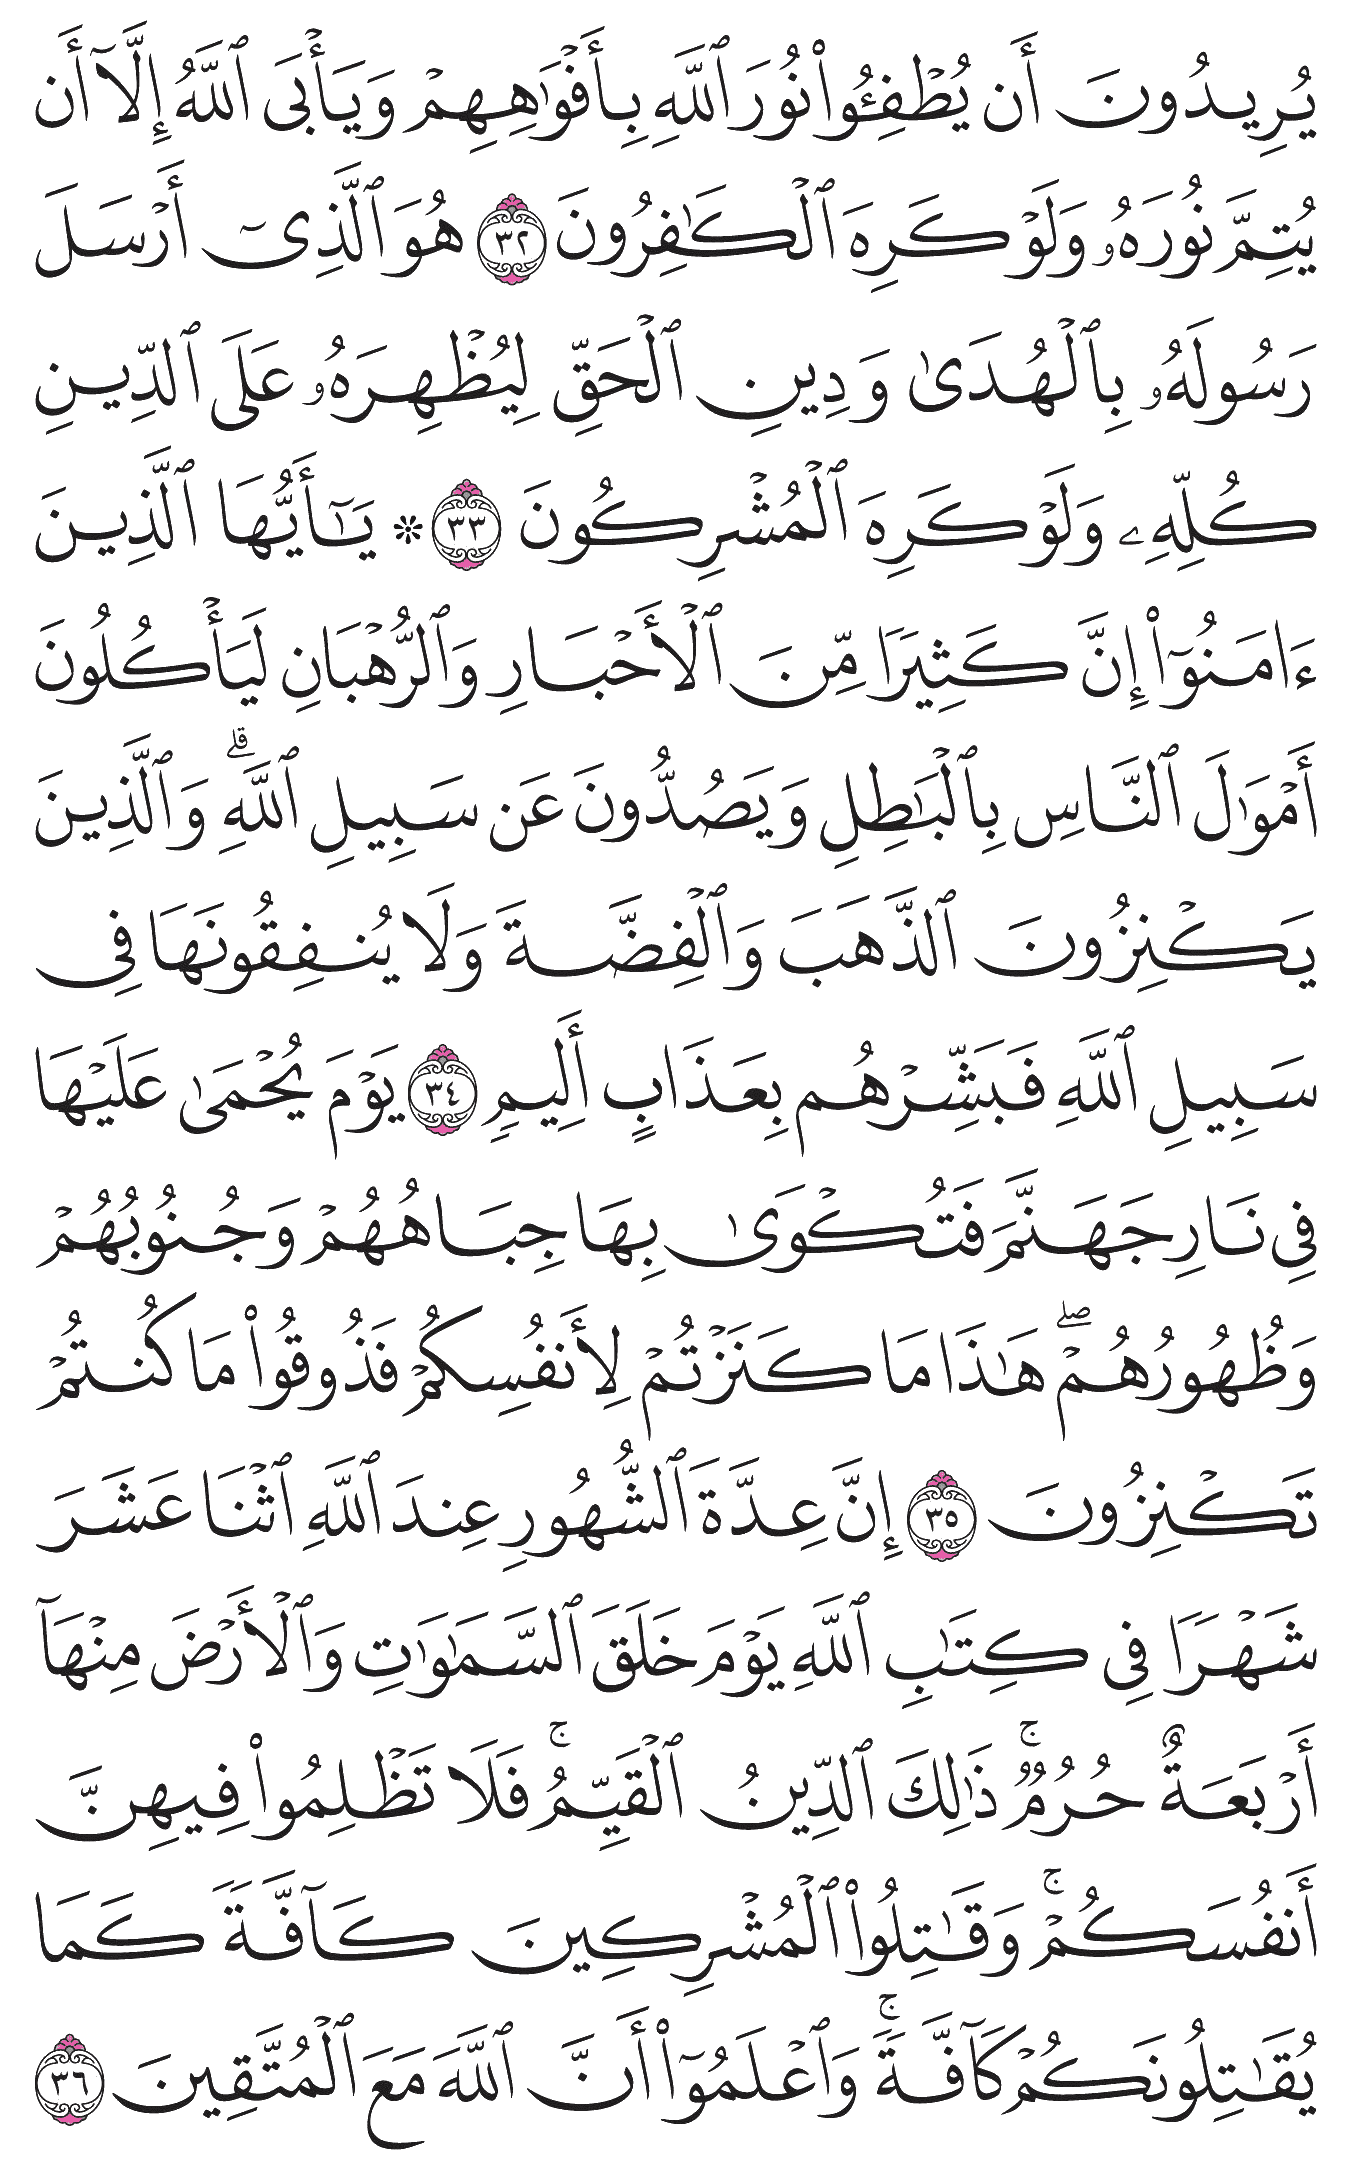 يُرِيدُونَ أَن يُطْفِـُٔوا۟ نُورَ ٱللَّهِ بِأَفْوَٰهِهِمْ وَيَأْبَى ٱللَّهُ إِلَّآ أَن
يُتِمَّ نُورَهُۥ وَلَوْ كَرِهَ ٱلْكَٰفِرُونَ ٣٢ هُوَ ٱلَّذِىٓ أَرْسَلَ
رَسُولَهُۥ بِٱلْهُدَىٰ وَدِينِ ٱلْحَقِّ لِيُظْهِرَهُۥ عَلَى ٱلدِّينِ
كُلِّهِۦ وَلَوْ كَرِهَ ٱلْمُشْرِكُونَ ٣٣ ❊ يَٰٓأَيُّهَا ٱلَّذِينَ
ءَامَنُوٓا۟ إِنَّ كَثِيرًا مِّنَ ٱلْأَحْبَارِ وَٱلرُّهْبَانِ لَيَأْكُلُونَ
أَمْوَٰلَ ٱلنَّاسِ بِٱلْبَٰطِلِ وَيَصُدُّونَ عَن سَبِيلِ ٱللَّهِ ۗ وَٱلَّذِينَ
يَكْنِزُونَ ٱلذَّهَبَ وَٱلْفِضَّةَ وَلَا يُنفِقُونَهَا فِى
سَبِيلِ ٱللَّهِ فَبَشِّرْهُم بِعَذَابٍ أَلِيمٍ ٣٤ يَوْمَ يُحْمَىٰ عَلَيْهَا
فِى نَارِ جَهَنَّمَ فَتُكْوَىٰ بِهَا جِبَاهُهُمْ وَجُنُوبُهُمْ
وَظُهُورُهُمْ ۖ هَٰذَا مَا كَنَزْتُمْ لِأَنفُسِكُمْ فَذُوقُوا۟ مَا كُنتُمْ
تَكْنِزُونَ ٣٥ إِنَّ عِدَّةَ ٱلشُّهُورِ عِندَ ٱللَّهِ ٱثْنَا عَشَرَ
شَهْرًا فِى كِتَٰبِ ٱللَّهِ يَوْمَ خَلَقَ ٱلسَّمَٰوَٰتِ وَٱلْأَرْضَ مِنْهَآ
أَرْبَعَةٌ حُرُمٌ ۚ ذَٰلِكَ ٱلدِّينُ ٱلْقَيِّمُ ۚ فَلَا تَظْلِمُوا۟ فِيهِنَّ
أَنفُسَكُمْ ۚ وَقَٰتِلُوا۟ ٱلْمُشْرِكِينَ كَآفَّةً كَمَا
يُقَٰتِلُونَكُمْ كَآفَّةً ۚ وَٱعْلَمُوٓا۟ أَنَّ ٱللَّهَ مَعَ ٱلْمُتَّقِينَ ٣٦